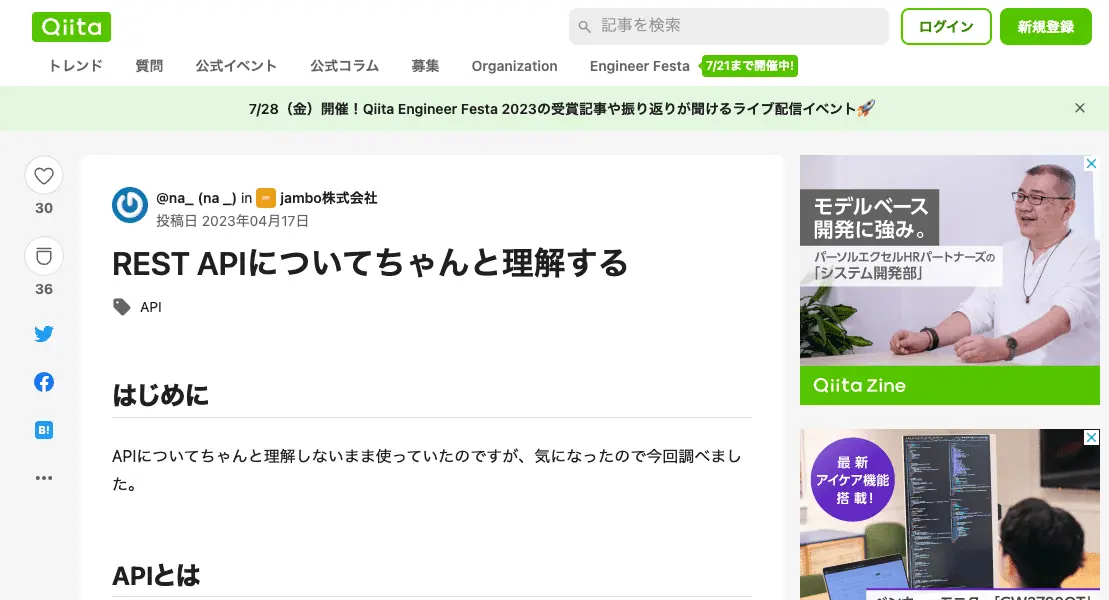 Qiita
記事を検索
ログイン
新規登録
トレンド
質問
公式イベント
公式コラム
募集
Organization
Engineer Festa
7/21まで開催中!
7/28（金）開催！Qiita Engineer Festa 2023の受賞記事や振り返りが聞けるライブ配信イベント🚀
30
36
B!
@na_ (na _) in jambo株式会社
投稿日 2023年04月17日
REST APIについてちゃんと理解する
API
はじめに
APIについてちゃんと理解しないまま使っていたのですが、気になったので今回調べまし
た。
APIとは
モデルベース
開発に強み。
パーソルエクセルHRパートナーズの
「システム開発部」
Qiita Zine
最新
アイケア機能
搭載!